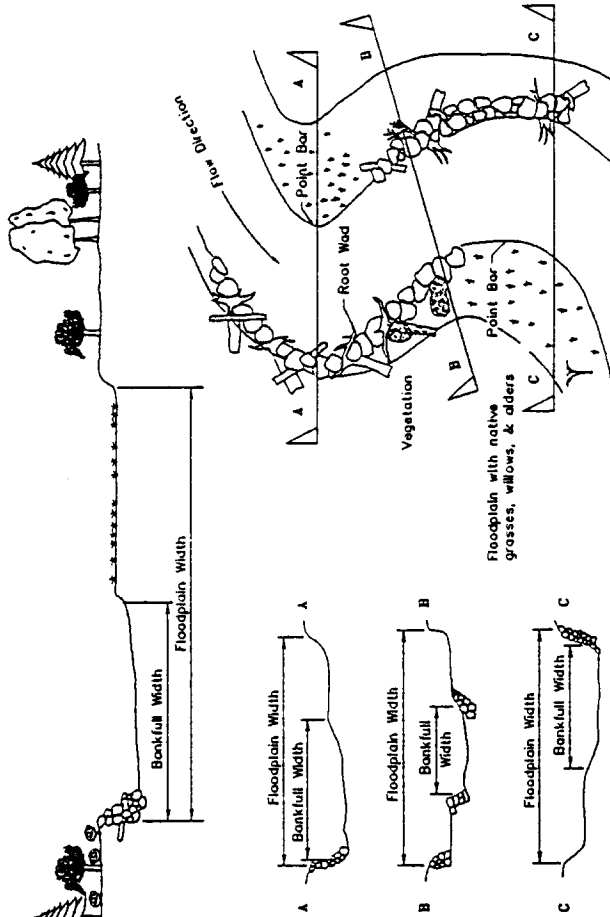 Bankfull Width
Floodplain Width
Floodplain Width
Bankfull Width
A
A
Floodplain Width
Bankfull
Width
B
B
Floodplain Width
Bankfull Width
C
C
Flow Direction
A
A
Point Bar
Root Wad
B
B
Vegetation
Point Bar
C
C
Floodplain with native
grasses, willows, & alders